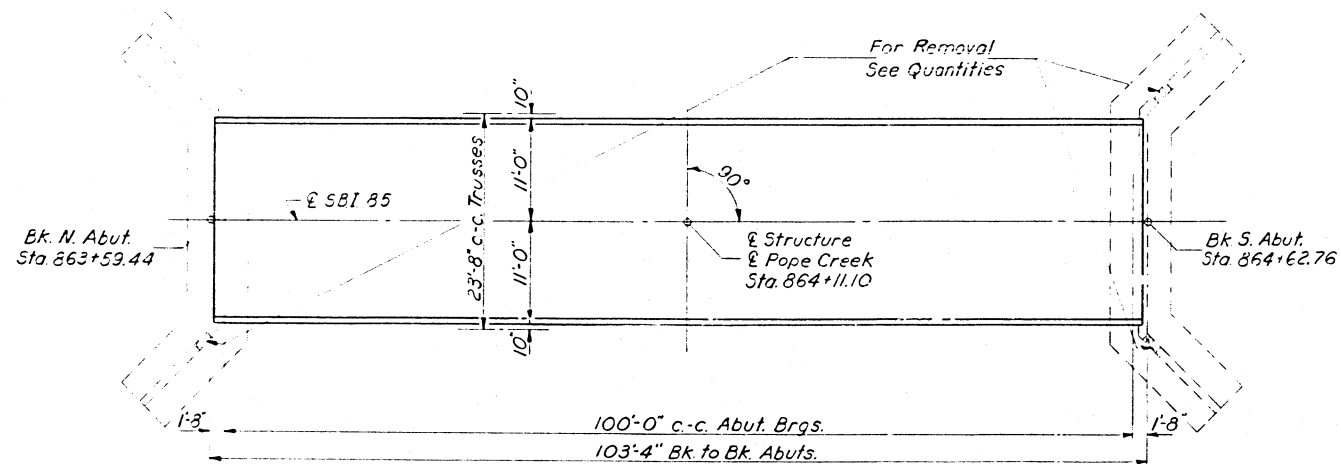 For Removal
See Quantities
10"
23'-8" c-c. Trusses
11'-0"
90°
℄ SBI 85
Bk. N. Abut.
Sta. 863+59.44
℄ Structure
℄ Pope Creek
Sta. 864+11.10
Bk. S. Abut.
Sta. 864+62.76
11'-0"
10"
1'-8"
100'-0" c.-c. Abut. Brgs.
1'-8"
103'-4" Bk. to Bk. Abuts.